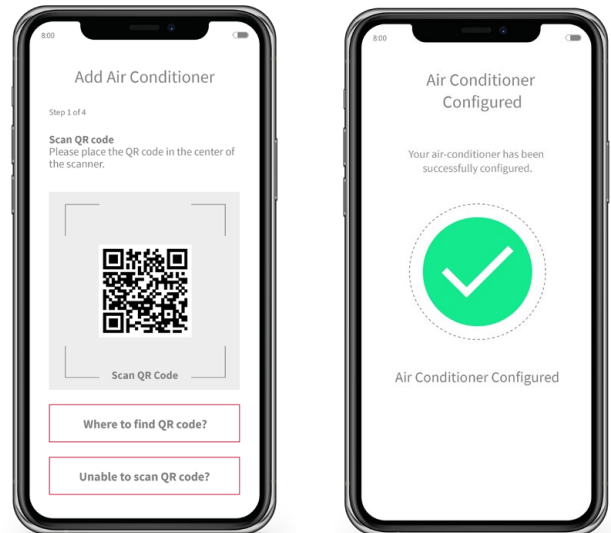 8:00
Add Air Conditioner
Step 1 of 4
Scan QR code
Please place the QR code in the center of
the scanner.
Scan QR Code
Where to find QR code?
Unable to scan QR code?
8:00
Air Conditioner
Configured
Your air-conditioner has been
successfully configured.
Air Conditioner Configured